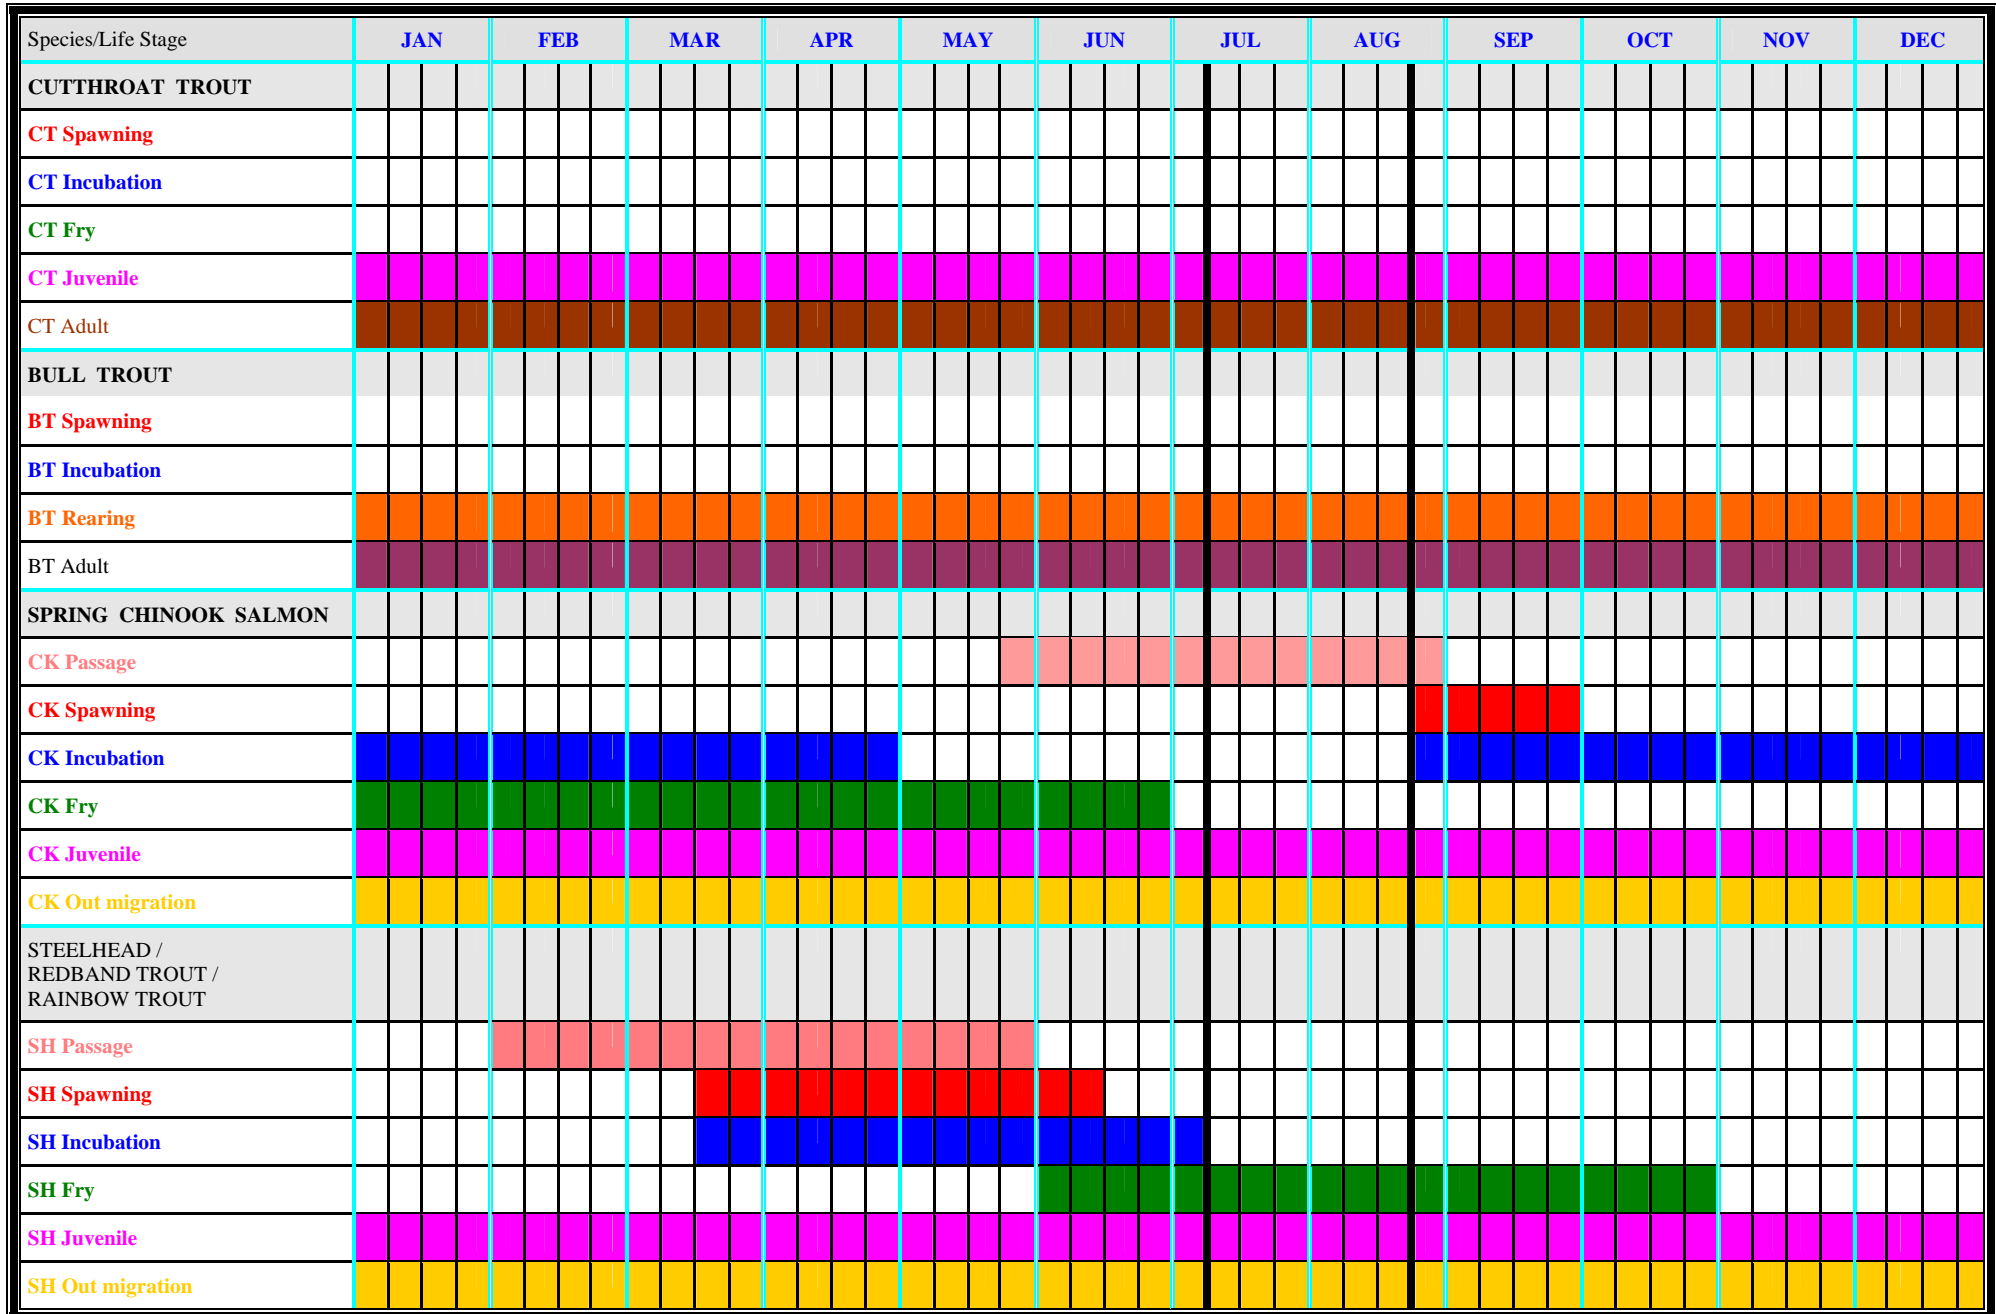 Species/Life Stage JAN FEB MAR APR MAY JUN JUL AUG SEP OCT NOV DEC
CUTTHROAT TROUT
CT Spawning
CT Incubation
CT Fry
CT Juvenile
CT Adult
BULL TROUT
BT Spawning
BT Incubation
BT Rearing
BT Adult
SPRING CHINOOK SALMON
CK Passage
CK Spawning
CK Incubation
CK Fry
CK Juvenile
CK Out migration
STEELHEAD /
REDBAND TROUT /
RAINBOW TROUT
SH Passage
SH Spawning
SH Incubation
SH Fry
SH Juvenile
SH Out migration